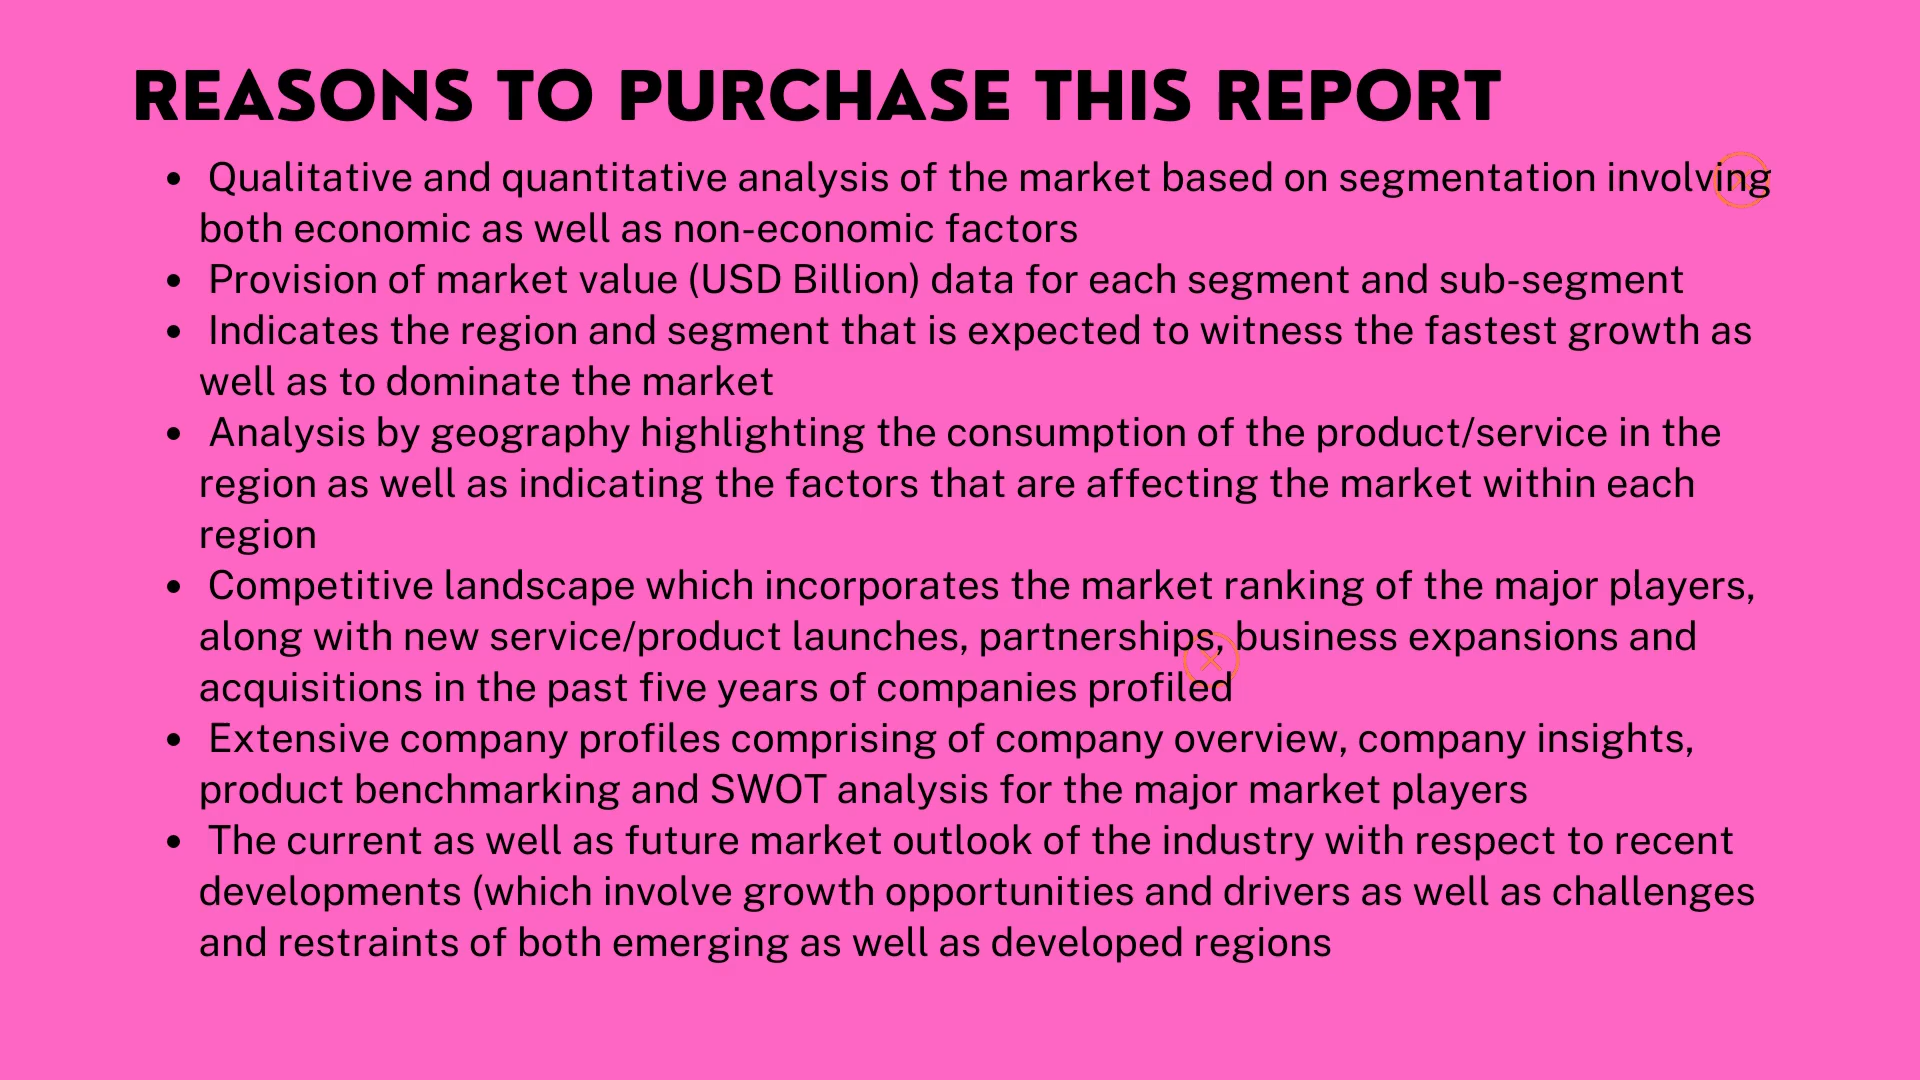 REASONS TO PURCHASE THIS REPORT
• Qualitative and quantitative analysis of the market based on segmentation involving
both economic as well as non-economic factors
• Provision of market value (USD Billion) data for each segment and sub-segment
• Indicates the region and segment that is expected to witness the fastest growth as
well as to dominate the market
• Analysis by geography highlighting the consumption of the product/service in the
region as well as indicating the factors that are affecting the market within each
region
• Competitive landscape which incorporates the market ranking of the major players,
along with new service/product launches, partnerships, business expansions and
acquisitions in the past five years of companies profiled
• Extensive company profiles comprising of company overview, company insights,
product benchmarking and SWOT analysis for the major market players
• The current as well as future market outlook of the industry with respect to recent
developments (which involve growth opportunities and drivers as well as challenges
and restraints of both emerging as well as developed regions